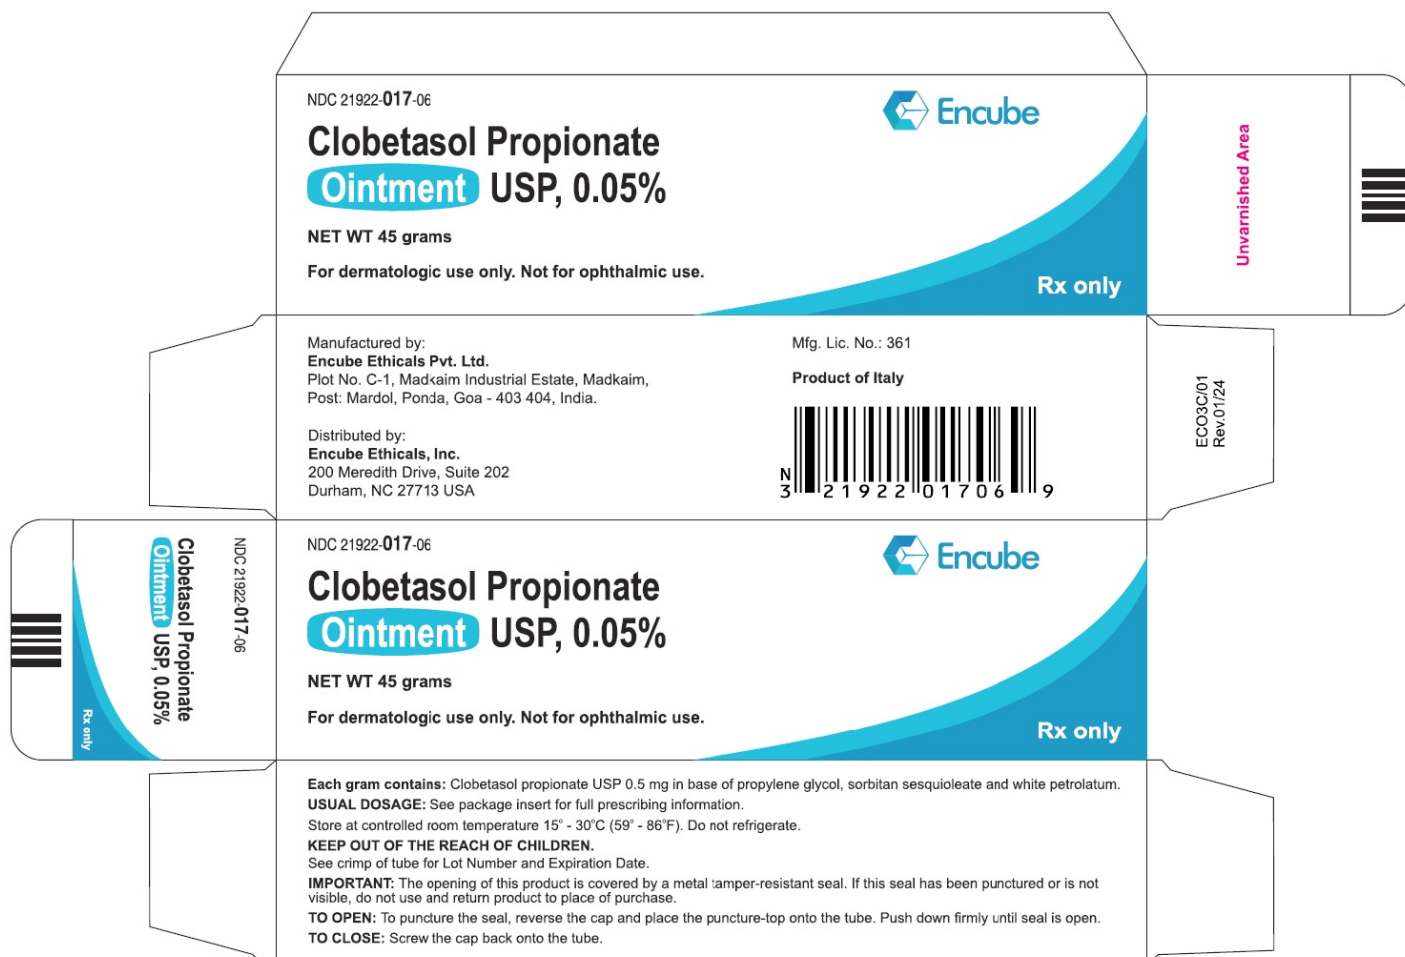 NDC 21922-017-06
Encube
Clobetasol Propionate
Ointment USP, 0.05%
NET WT 45 grams
For dermatologic use only. Not for ophthalmic use.
Rx only
Unvarnished Area
Manufactured by:
Encube Ethicals Pvt. Ltd.
Plot No. C-1, Madkaim Industrial Estate, Madkaim,
Post: Mardol, Ponda, Goa - 403 404, India.
Distributed by:
Encube Ethicals, Inc.
200 Meredith Drive, Suite 202
Durham, NC 27713 USA
Mfg. Lic. No.: 361
Product of Italy
N
3 21922 01706 9
ECO3C/01
Rev.01/24
NDC 21922-017-06
Clobetasol Propionate
Ointment USP, 0.05%
Rx only
NDC 21922-017-06
Encube
Clobetasol Propionate
Ointment USP, 0.05%
NET WT 45 grams
For dermatologic use only. Not for ophthalmic use.
Rx only
Each gram contains: Clobetasol propionate USP 0.5 mg in base of propylene glycol, sorbitan sesquioleate and white petrolatum.
USUAL DOSAGE: See package insert for full prescribing information.
Store at controlled room temperature 15° - 30°C (59° - 86°F). Do not refrigerate.
KEEP OUT OF THE REACH OF CHILDREN.
See crimp of tube for Lot Number and Expiration Date.
IMPORTANT: The opening of this product is covered by a metal tamper-resistant seal. If this seal has been punctured or is not
visible, do not use and return product to place of purchase.
TO OPEN: To puncture the seal, reverse the cap and place the puncture-top onto the tube. Push down firmly until seal is open.
TO CLOSE: Screw the cap back onto the tube.